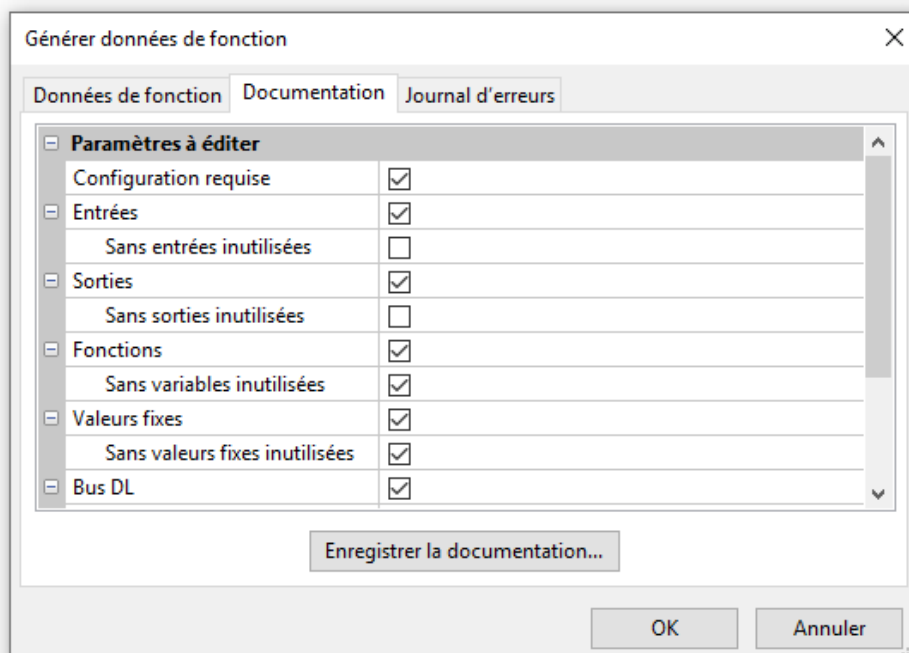 Générer données de fonction
Données de fonction Documentation Journal d'erreurs
Paramètres à éditer
Configuration requise
Entrées
Sans entrées inutilisées
Sorties
Sans sorties inutilisées
Fonctions
Sans variables inutilisées
Valeurs fixes
Sans valeurs fixes inutilisées
Bus DL
Enregistrer la documentation...
OK Annuler